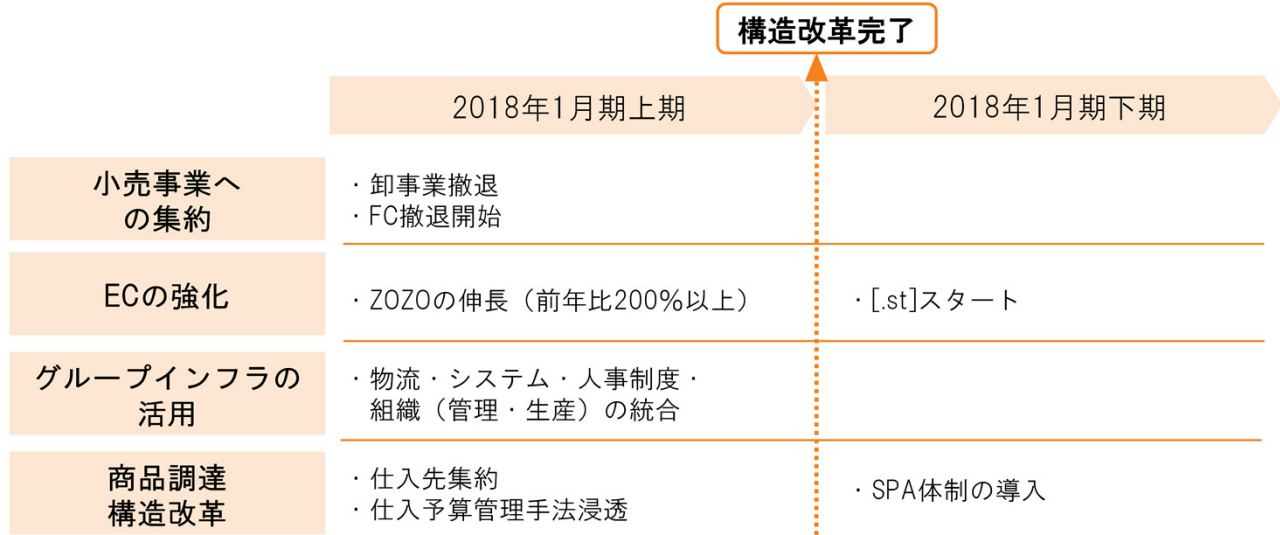 構造改革完了
2018年1月期上期
2018年1月期下期
小売事業へ
の集約
・卸事業撤退
・FC撤退開始
ECの強化
・ZOZOの伸長（前年比200%以上）
・[.st]スタート
グループインフラの
活用
・物流・システム・人事制度・
組織（管理・生産）の統合
商品調達
構造改革
・仕入先集約
・仕入予算管理手法浸透
・SPA体制の導入